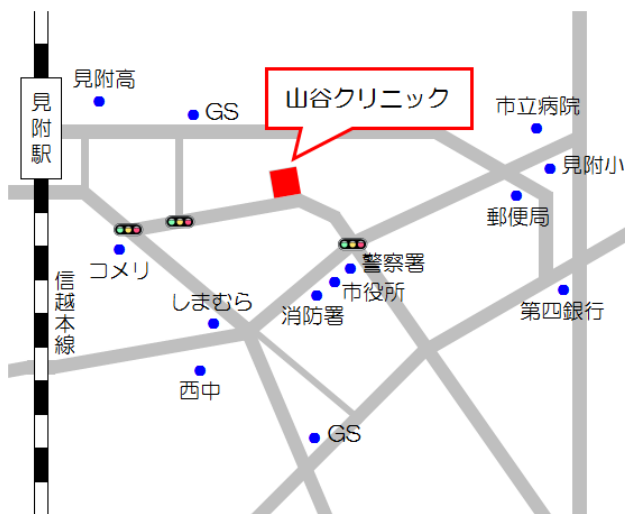 見附高
GS
山谷クリニック
市立病院
見附駅
見附小
郵便局
コメリ
警察署
信越本線
市役所
しまむら
消防署
第四銀行
西中
GS